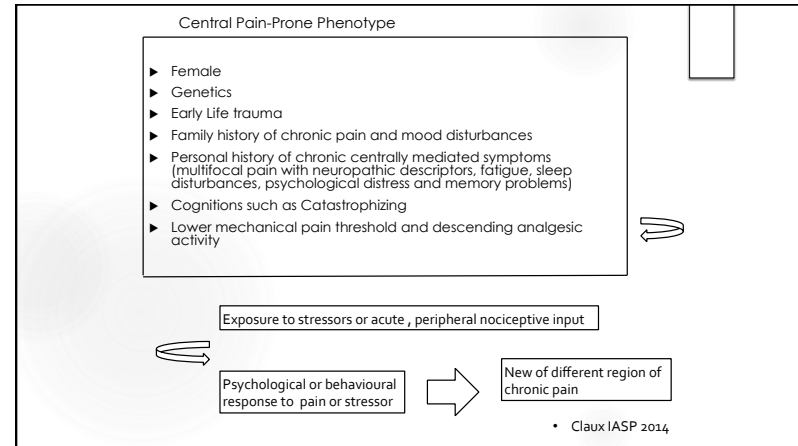 Central Pain-Prone Phenotype
▶ Female
▶ Genetics
▶ Early Life trauma
▶ Family history of chronic pain and mood disturbances
▶ Personal history of chronic centrally mediated symptoms
(multifocal pain with neuropathic descriptors, fatigue, sleep
disturbances, psychological distress and memory problems)
▶ Cognitions such as Catastrophizing
▶ Lower mechanical pain threshold and descending analgesic
activity
Exposure to stressors or acute , peripheral nociceptive input
Psychological or behavioural
response to pain or stressor
New of different region of
chronic pain
• Claux IASP 2014